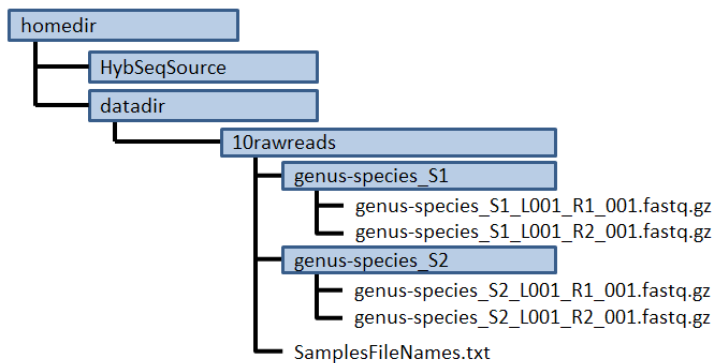 homedir
HybSeqSource
datadir
10rawreads
genus-species_S1
genus-species_S1_L001_R1_001.fastq.gz
genus-species_S1_L001_R2_001.fastq.gz
genus-species_S2
genus-species_S2_L001_R1_001.fastq.gz
genus-species_S2_L001_R2_001.fastq.gz
SamplesFileNames.txt